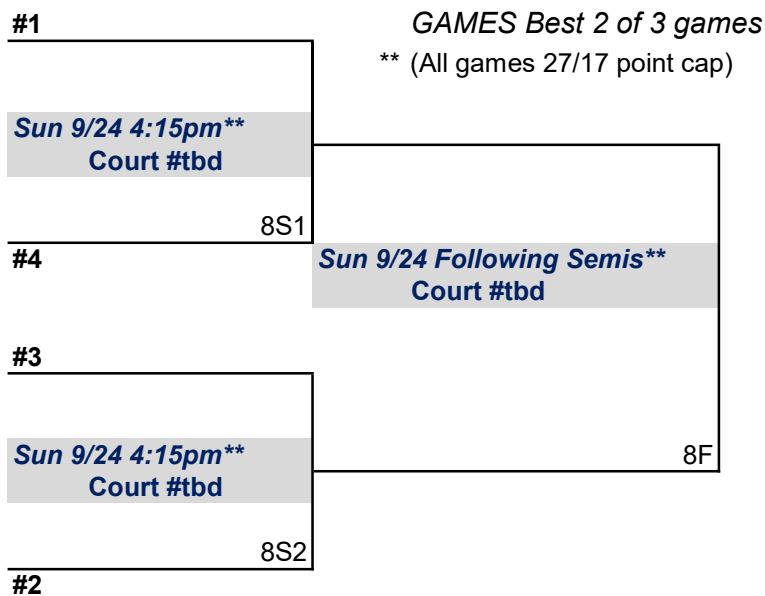 #1
GAMES Best 2 of 3 games
** (All games 27/17 point cap)
Sun 9/24 4:15pm**
Court #tbd
8S1
#4
Sun 9/24 Following Semis**
Court #tbd
#3
Sun 9/24 4:15pm**
Court #tbd
8F
8S2
#2